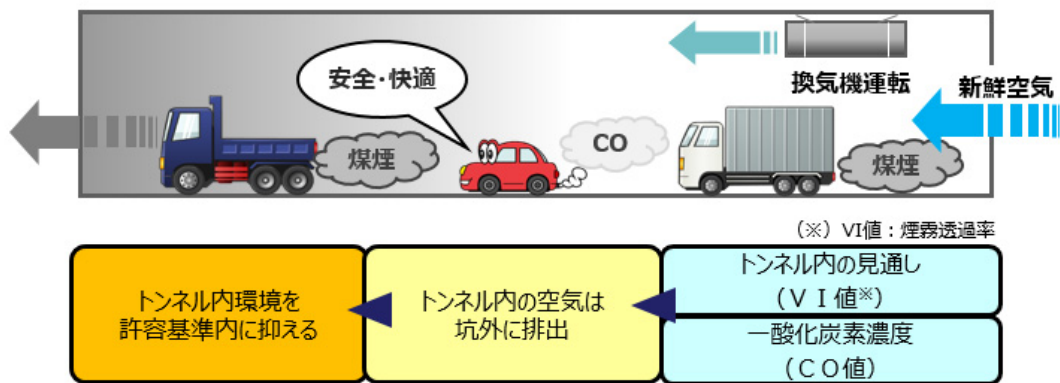 安全・快適
換気機運転
新鮮空気
煤煙
CO
煤煙
（※）VI値：煙霧透過率
トンネル内環境を
許容基準内に抑える
トンネル内の空気は
坑外に排出
トンネル内の見通し
（ＶＩ値※）
一酸化炭素濃度
（ＣＯ値）